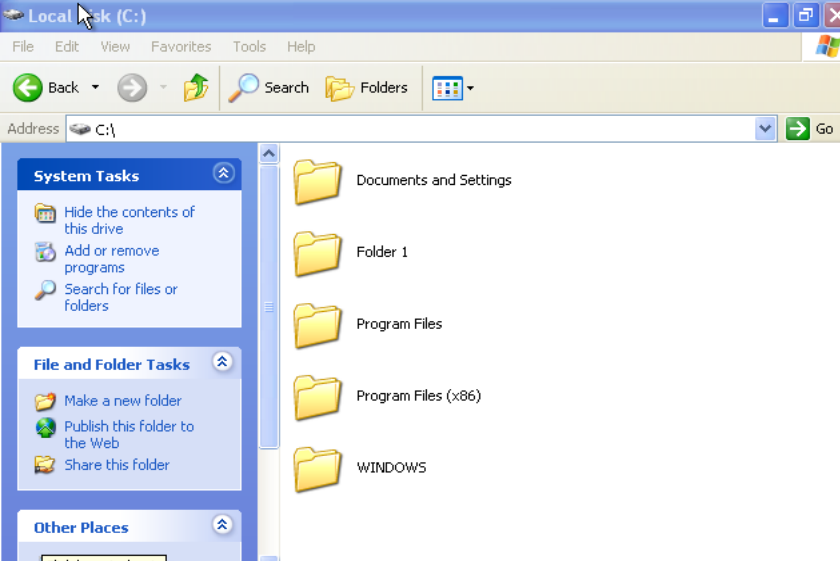 Local Disk (C:)
File Edit View Favorites Tools Help
Back Search Folders
Address C:\ Go
System Tasks
Hide the contents of
this drive
Add or remove
programs
Search for files or
folders
File and Folder Tasks
Make a new folder
Publish this folder to
the Web
Share this folder
Other Places
Documents and Settings
Folder 1
Program Files
Program Files (x86)
WINDOWS